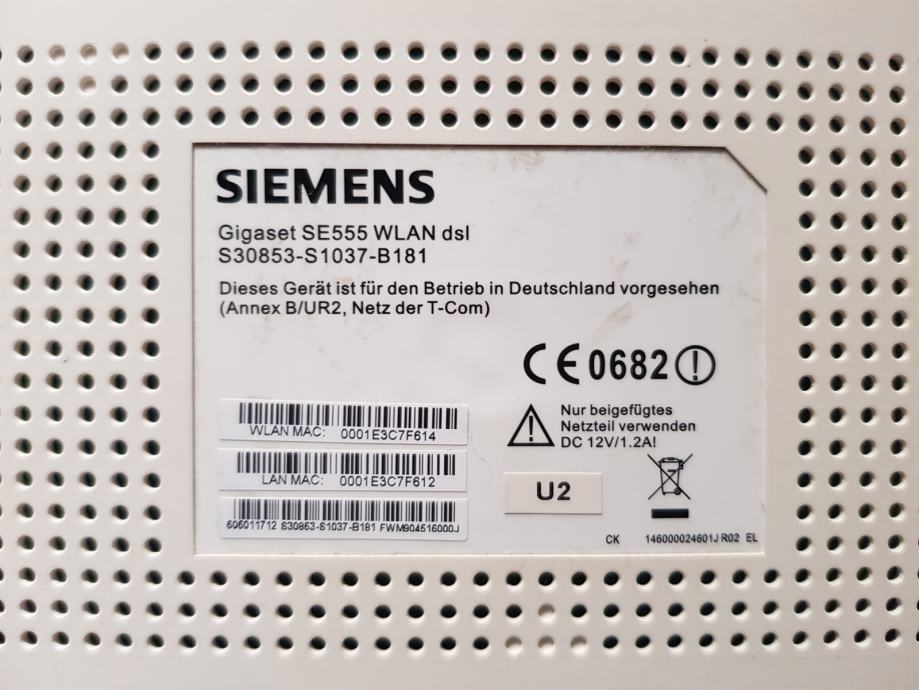 SIEMENS
Gigaset SE555 WLAN dsl
S30853-S1037-B181
Dieses Gerät ist für den Betrieb in Deutschland vorgesehen
(Annex B/UR2, Netz der T-Com)
CE 0682
Nur beigefügtes
Netzteil verwenden
DC 12V/1.2A!
WLAN MAC: 0001E3C7F614
LAN MAC: 0001E3C7F612
U2
606011712 S30853-S1037-B181 FWM904516000J
CK 146000024601J R02 EL